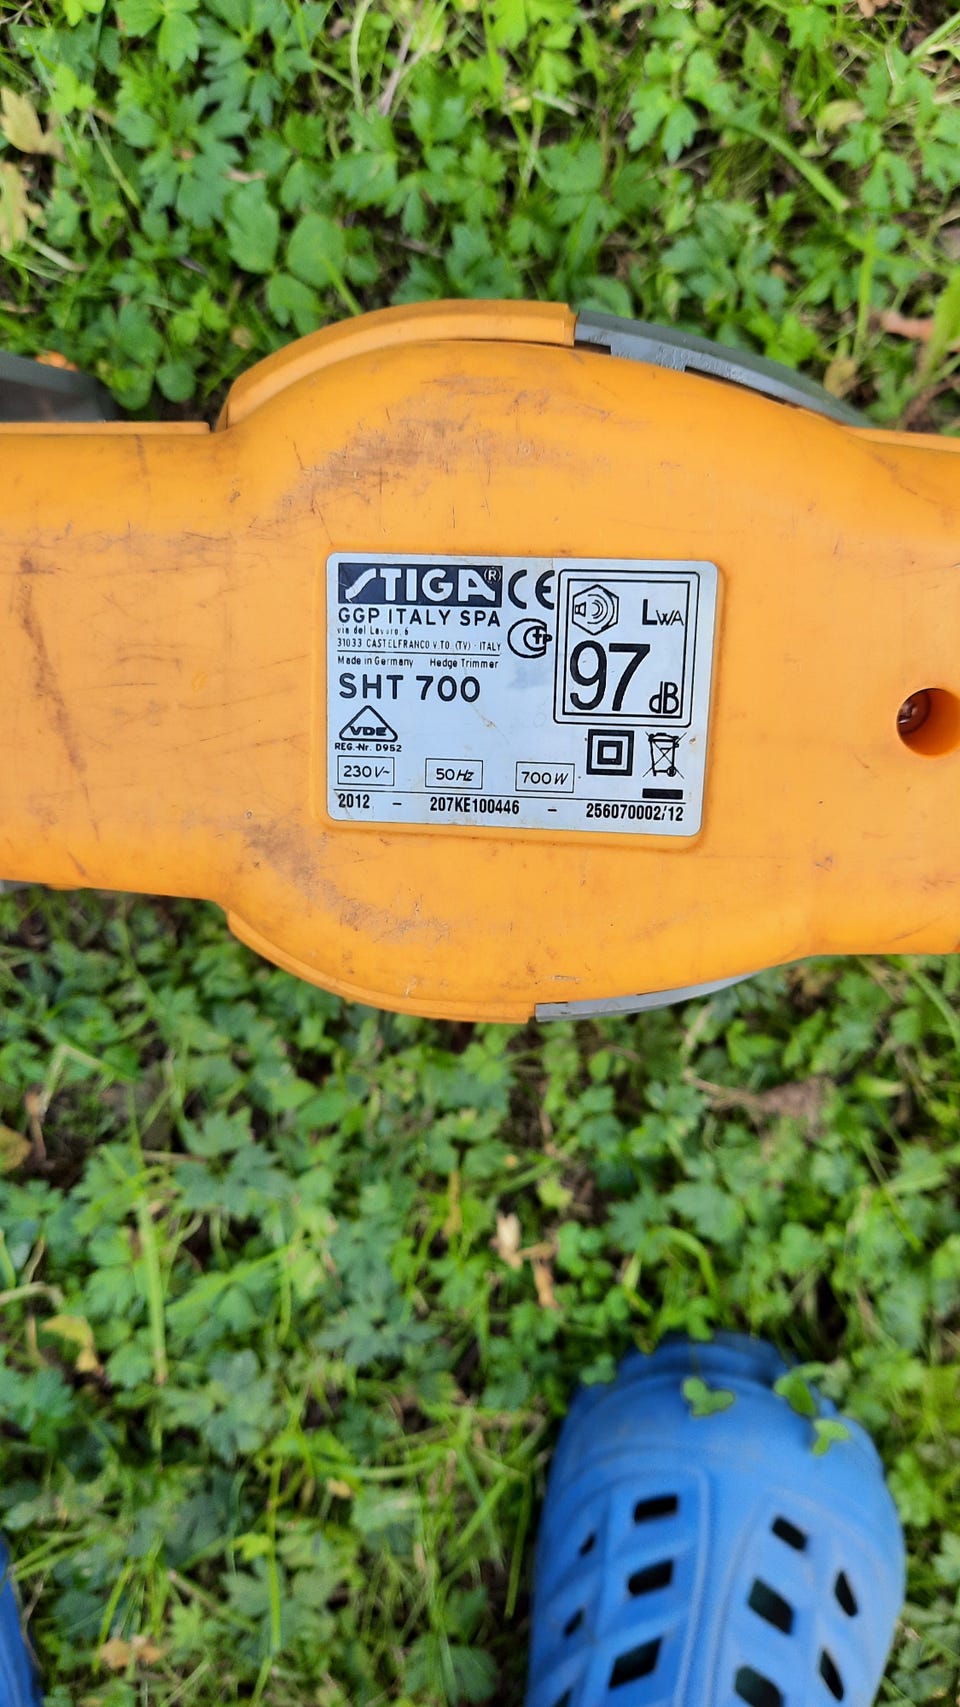 STIGA®
CE
GGP ITALY SPA
via del Lavoro, 6
31033 CASTELFRANCO V.TO (TV) - ITALY
Made in Germany Hedge Trimmer
SHT 700
LWA
97 dB
VDE
REG.-Nr. D952
230V~ 50Hz 700W
2012 - 207KE100446 - 256070002/12